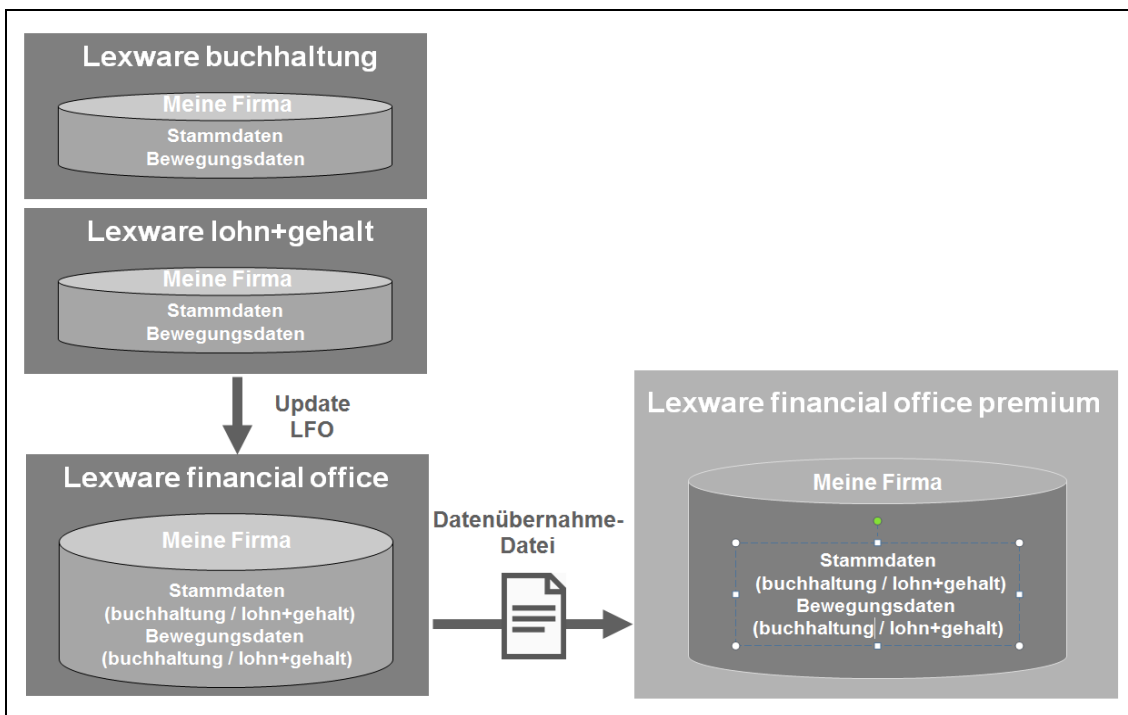 Lexware buchhaltung
Meine Firma
Stammdaten
Bewegungsdaten
Lexware lohn+gehalt
Meine Firma
Stammdaten
Bewegungsdaten
Update
LFO
Lexware financial office
Meine Firma
Stammdaten
(buchhaltung / lohn+gehalt)
Bewegungsdaten
(buchhaltung / lohn+gehalt)
Datenübernahme-
Datei
Lexware financial office premium
Meine Firma
Stammdaten
(buchhaltung / lohn+gehalt)
Bewegungsdaten
(buchhaltung / lohn+gehalt)